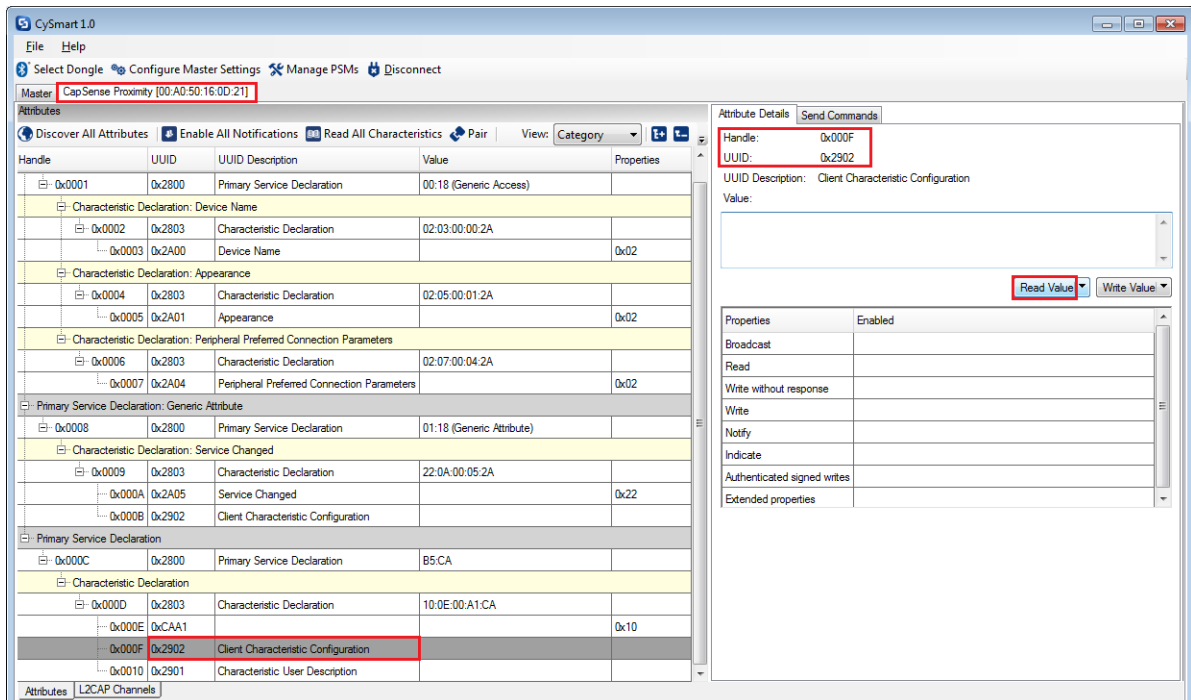 CySmart 1.0
File Help
Select Dongle Configure Master Settings Manage PSMs Disconnect
Master CapSense Proximity [00:A0:50:16:0D:21]
Attributes
Discover All Attributes Enable All Notifications Read All Characteristics Pair View: Category
Handle UUID UUID Description Value Properties
0x0001 0x2800 Primary Service Declaration 00:18 (Generic Access)
Characteristic Declaration: Device Name
0x0002 0x2803 Characteristic Declaration 02:03:00:00:2A
0x0003 0x2A00 Device Name 0x02
Characteristic Declaration: Appearance
0x0004 0x2803 Characteristic Declaration 02:05:00:01:2A
0x0005 0x2A01 Appearance 0x02
Characteristic Declaration: Peripheral Preferred Connection Parameters
0x0006 0x2803 Characteristic Declaration 02:07:00:04:2A
0x0007 0x2A04 Peripheral Preferred Connection Parameters 0x02
Primary Service Declaration: Generic Attribute
0x0008 0x2800 Primary Service Declaration 01:18 (Generic Attribute)
Characteristic Declaration: Service Changed
0x0009 0x2803 Characteristic Declaration 22:0A:00:05:2A
0x000A 0x2A05 Service Changed 0x22
0x000B 0x2902 Client Characteristic Configuration
Primary Service Declaration
0x000C 0x2800 Primary Service Declaration B5:CA
Characteristic Declaration
0x000D 0x2803 Characteristic Declaration 10:0E:00:A1:CA
0x000E 0xCAA1 0x10
0x000F 0x2902 Client Characteristic Configuration
0x0010 0x2901 Characteristic User Description
Attributes L2CAP Channels
Attribute Details Send Commands
Handle: 0x000F
UUID: 0x2902
UUID Description: Client Characteristic Configuration
Value:
Read Value Write Value
Properties Enabled
Broadcast
Read
Write without response
Write
Notify
Indicate
Authenticated signed writes
Extended properties